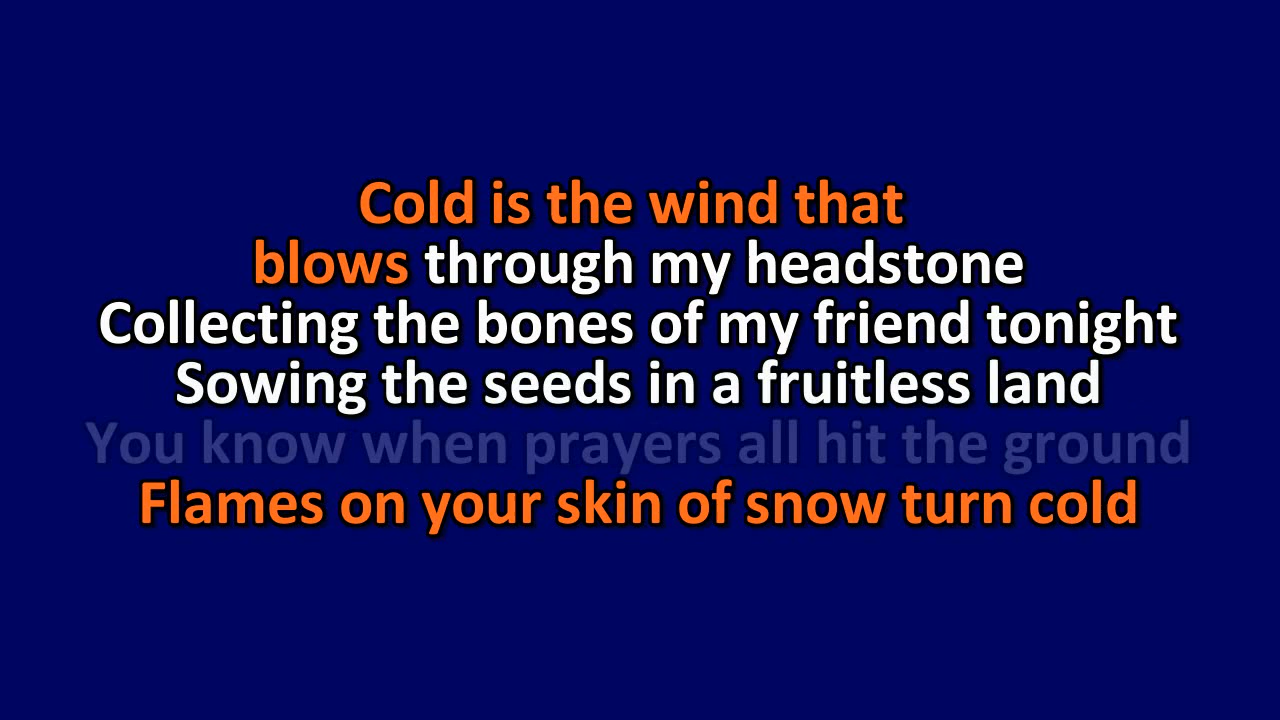 Cold is the wind that
blows through my headstone
Collecting the bones of my friend tonight
Sowing the seeds in a fruitless land
You know when prayers all hit the ground
Flames on your skin of snow turn cold